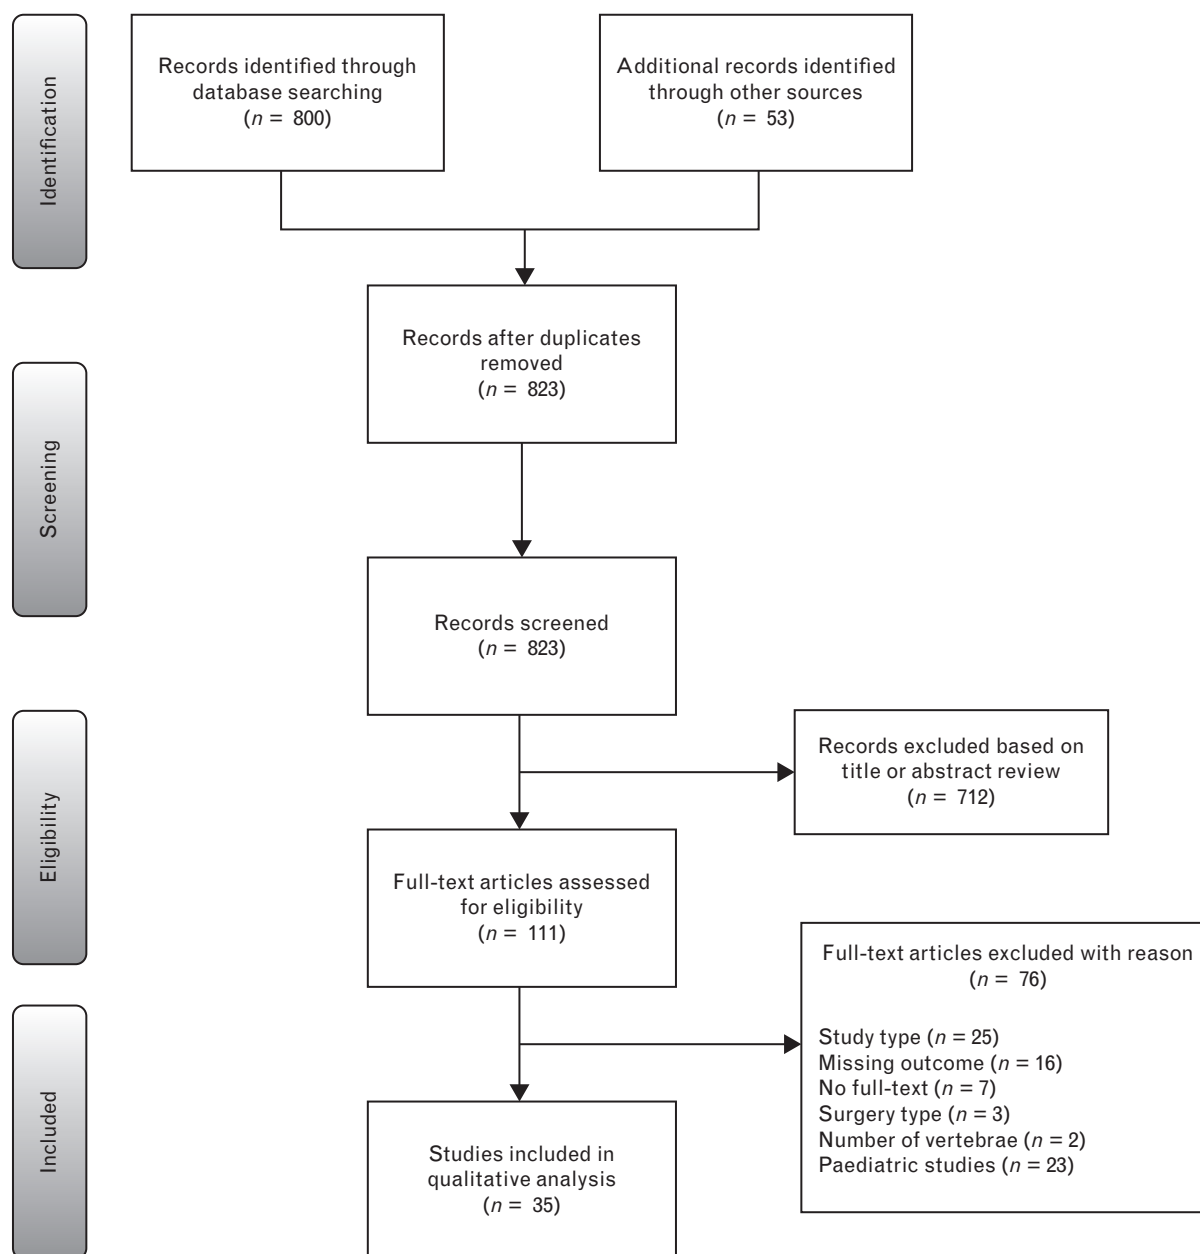 Identification
Records identified through
database searching
(n = 800)
Additional records identified
through other sources
(n = 53)
Records after duplicates
removed
(n = 823)
Screening
Records screened
(n = 823)
Records excluded based on
title or abstract review
(n = 712)
Eligibility
Full-text articles assessed
for eligibility
(n = 111)
Full-text articles excluded with reason
(n = 76)
Study type (n = 25)
Missing outcome (n = 16)
No full-text (n = 7)
Surgery type (n = 3)
Number of vertebrae (n = 2)
Paediatric studies (n = 23)
Included
Studies included in
qualitative analysis
(n = 35)